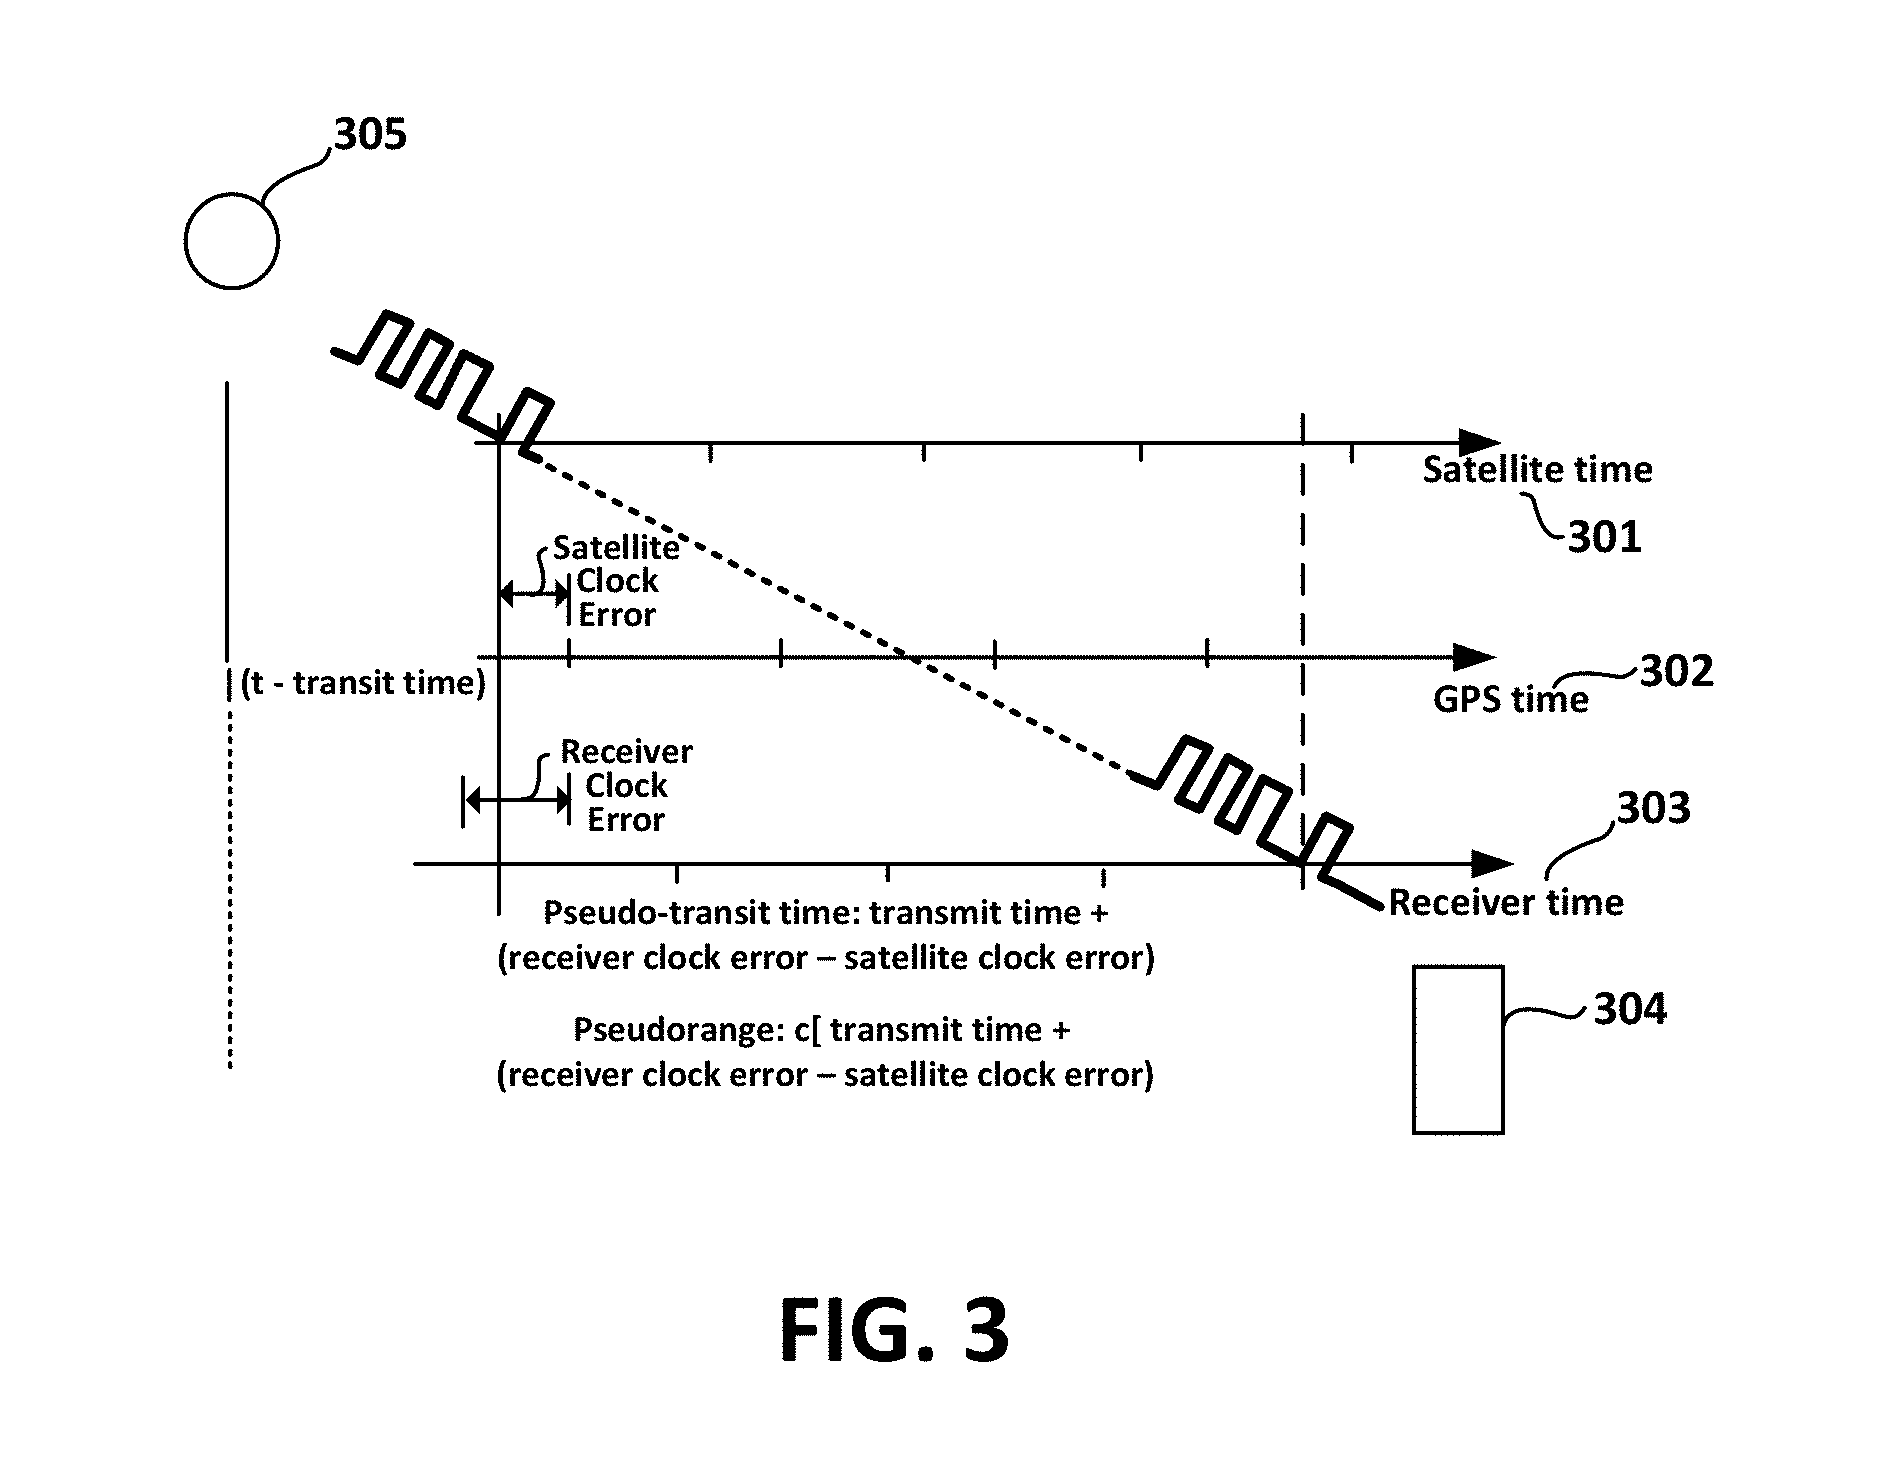 305
Satellite time
301
Satellite
Clock
Error
(t - transit time)
GPS time
302
Receiver
Clock
Error
303
Receiver time
Pseudo-transit time: transmit time +
(receiver clock error – satellite clock error)
Pseudorange: c[ transmit time +
(receiver clock error – satellite clock error)
304
FIG. 3